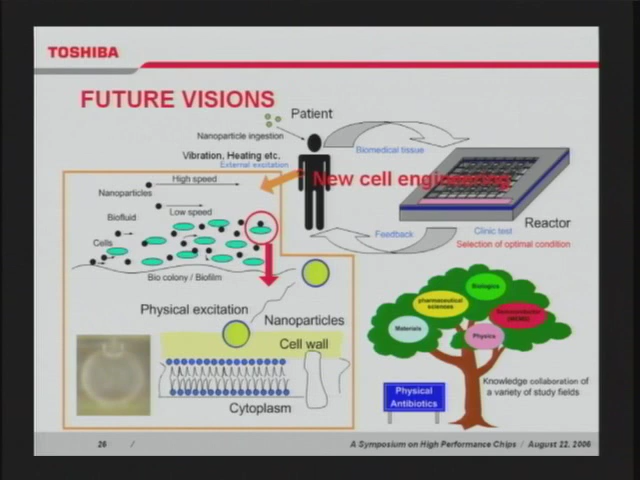 TOSHIBA
FUTURE VISIONS
Patient
Nanoparticle ingestion
Vibration, Heating etc.
External excitation
Biomedical tissue
New cell engineering
High speed
Nanoparticles
Low speed
Biofluid
Cells
Bio colony / Biofilm
Feedback
Clinic test
Reactor
Selection of optimal condition
Physical excitation
Nanoparticles
Cell wall
Cytoplasm
Biologics
pharmaceutical
sciences
Semiconductor
(MEMS)
Materials
Physics
Knowledge collaboration of
a variety of study fields
Physical
Antibiotics
26 /
A Symposium on High Performance Chips / August 22, 2006